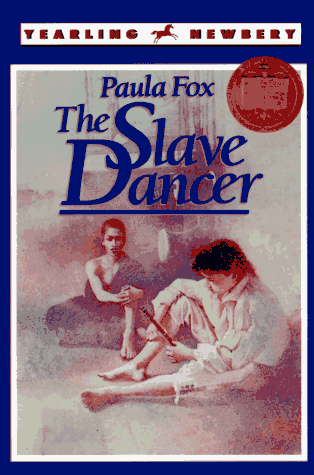 YEARLING NEWBERY
Paula Fox
The Slave
Dancer